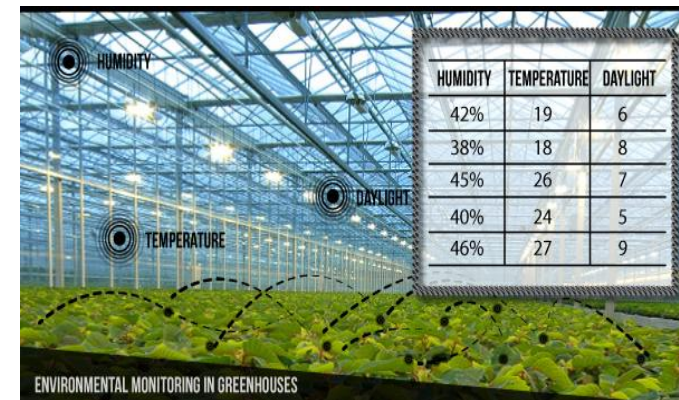 HUMIDITY
DAYLIGHT
TEMPERATURE
HUMIDITY TEMPERATURE DAYLIGHT
42% 19 6
38% 18 8
45% 26 7
40% 24 5
46% 27 9
ENVIRONMENTAL MONITORING IN GREENHOUSES